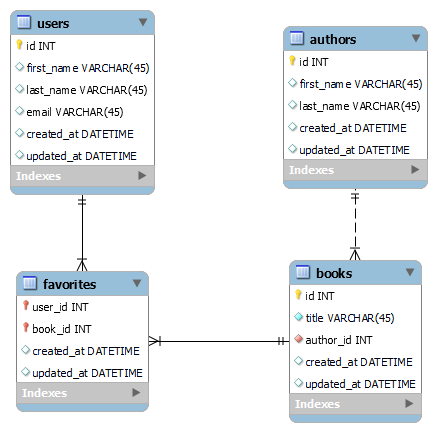 users
id INT
first_name VARCHAR(45)
last_name VARCHAR(45)
email VARCHAR(45)
created_at DATETIME
updated_at DATETIME
Indexes
authors
id INT
first_name VARCHAR(45)
last_name VARCHAR(45)
created_at DATETIME
updated_at DATETIME
Indexes
favorites
user_id INT
book_id INT
created_at DATETIME
updated_at DATETIME
Indexes
books
id INT
title VARCHAR(45)
author_id INT
created_at DATETIME
updated_at DATETIME
Indexes